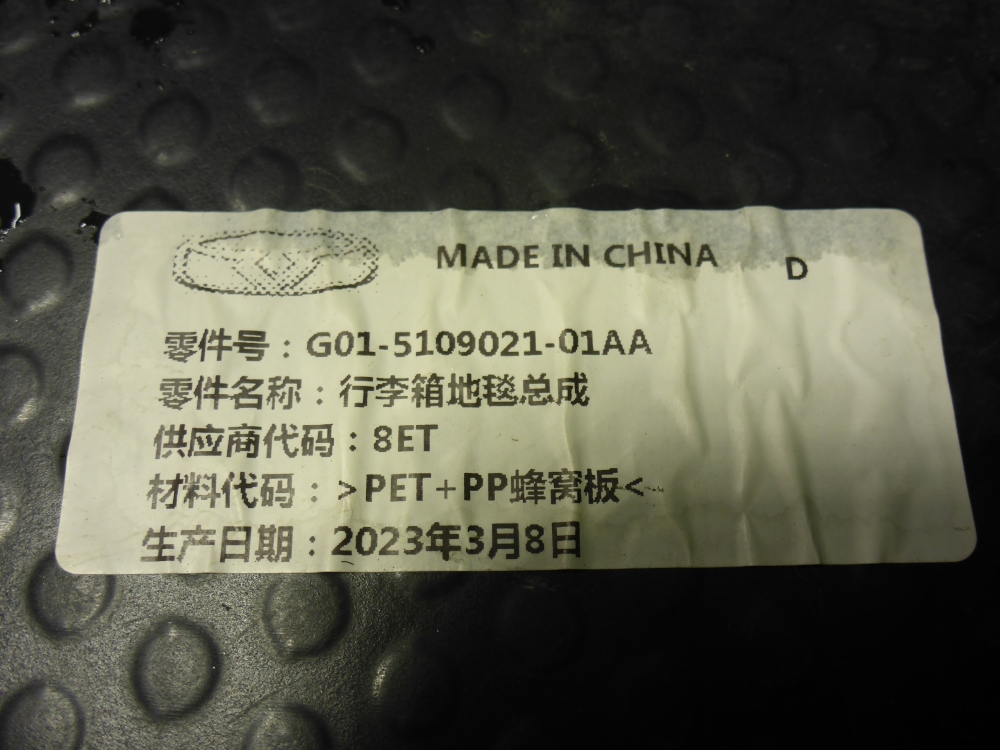 MADE IN CHINA D
零件号：G01-5109021-01AA
零件名称：行李箱地毯总成
供应商代码：8ET
材料代码：>PET+PP蜂窝板<
生产日期：2023年3月8日